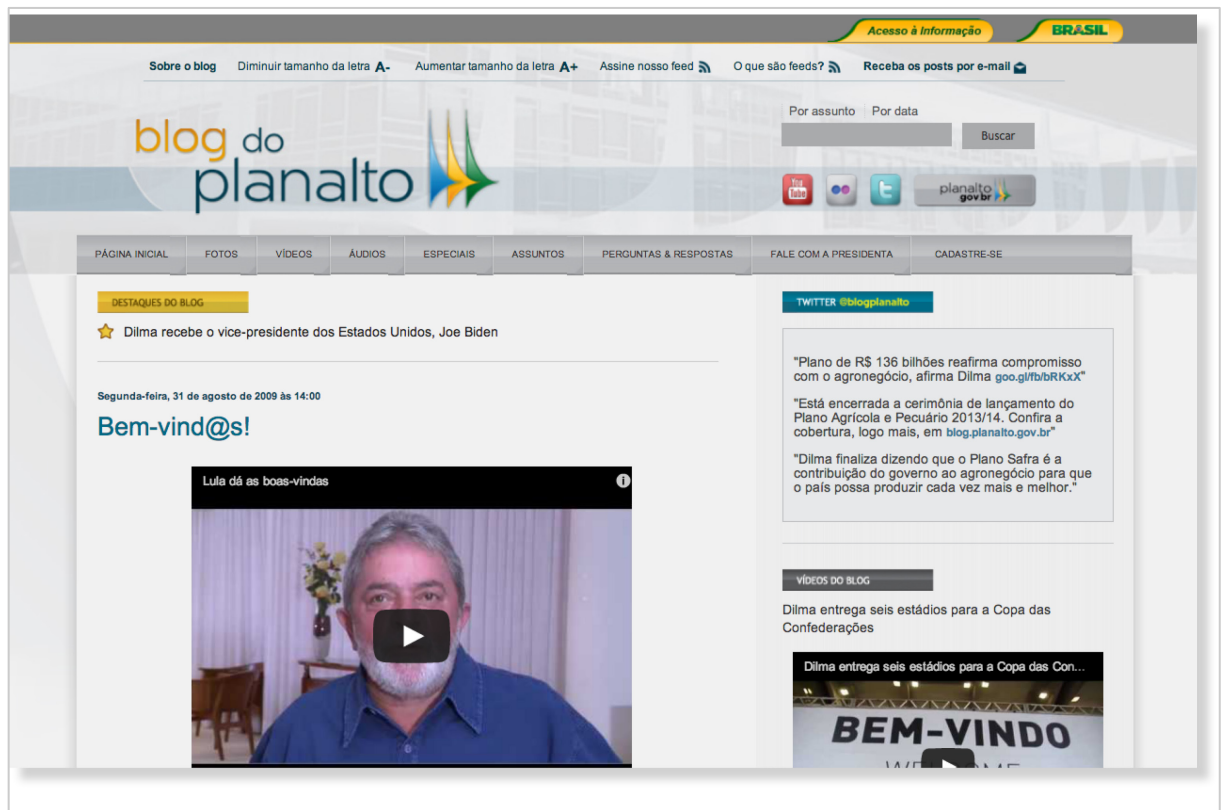 Acesso à Informação
BRASIL
Sobre o blog
Diminuir tamanho da letra A-
Aumentar tamanho da letra A+
Assine nosso feed
O que são feeds?
Receba os posts por e-mail
blog do
planalto
Por assunto
Por data
Buscar
You
Tube
planalto
gov br
PÁGINA INICIAL
FOTOS
VÍDEOS
ÁUDIOS
ESPECIAIS
ASSUNTOS
PERGUNTAS & RESPOSTAS
FALE COM A PRESIDENTA
CADASTRE-SE
DESTAQUES DO BLOG
Dilma recebe o vice-presidente dos Estados Unidos, Joe Biden
Segunda-feira, 31 de agosto de 2009 às 14:00
Bem-vind@s!
Lula dá as boas-vindas
TWITTER @blogplanalto
"Plano de R$ 136 bilhões reafirma compromisso
com o agronegócio, afirma Dilma goo.gl/fb/bRKxX"
"Está encerrada a cerimônia de lançamento do
Plano Agrícola e Pecuário 2013/14. Confira a
cobertura, logo mais, em blog.planalto.gov.br"
"Dilma finaliza dizendo que o Plano Safra é a
contribuição do governo ao agronegócio para que
o país possa produzir cada vez mais e melhor."
VÍDEOS DO BLOG
Dilma entrega seis estádios para a Copa das
Confederações
Dilma entrega seis estádios para a Copa das Con...
BEM-VINDO